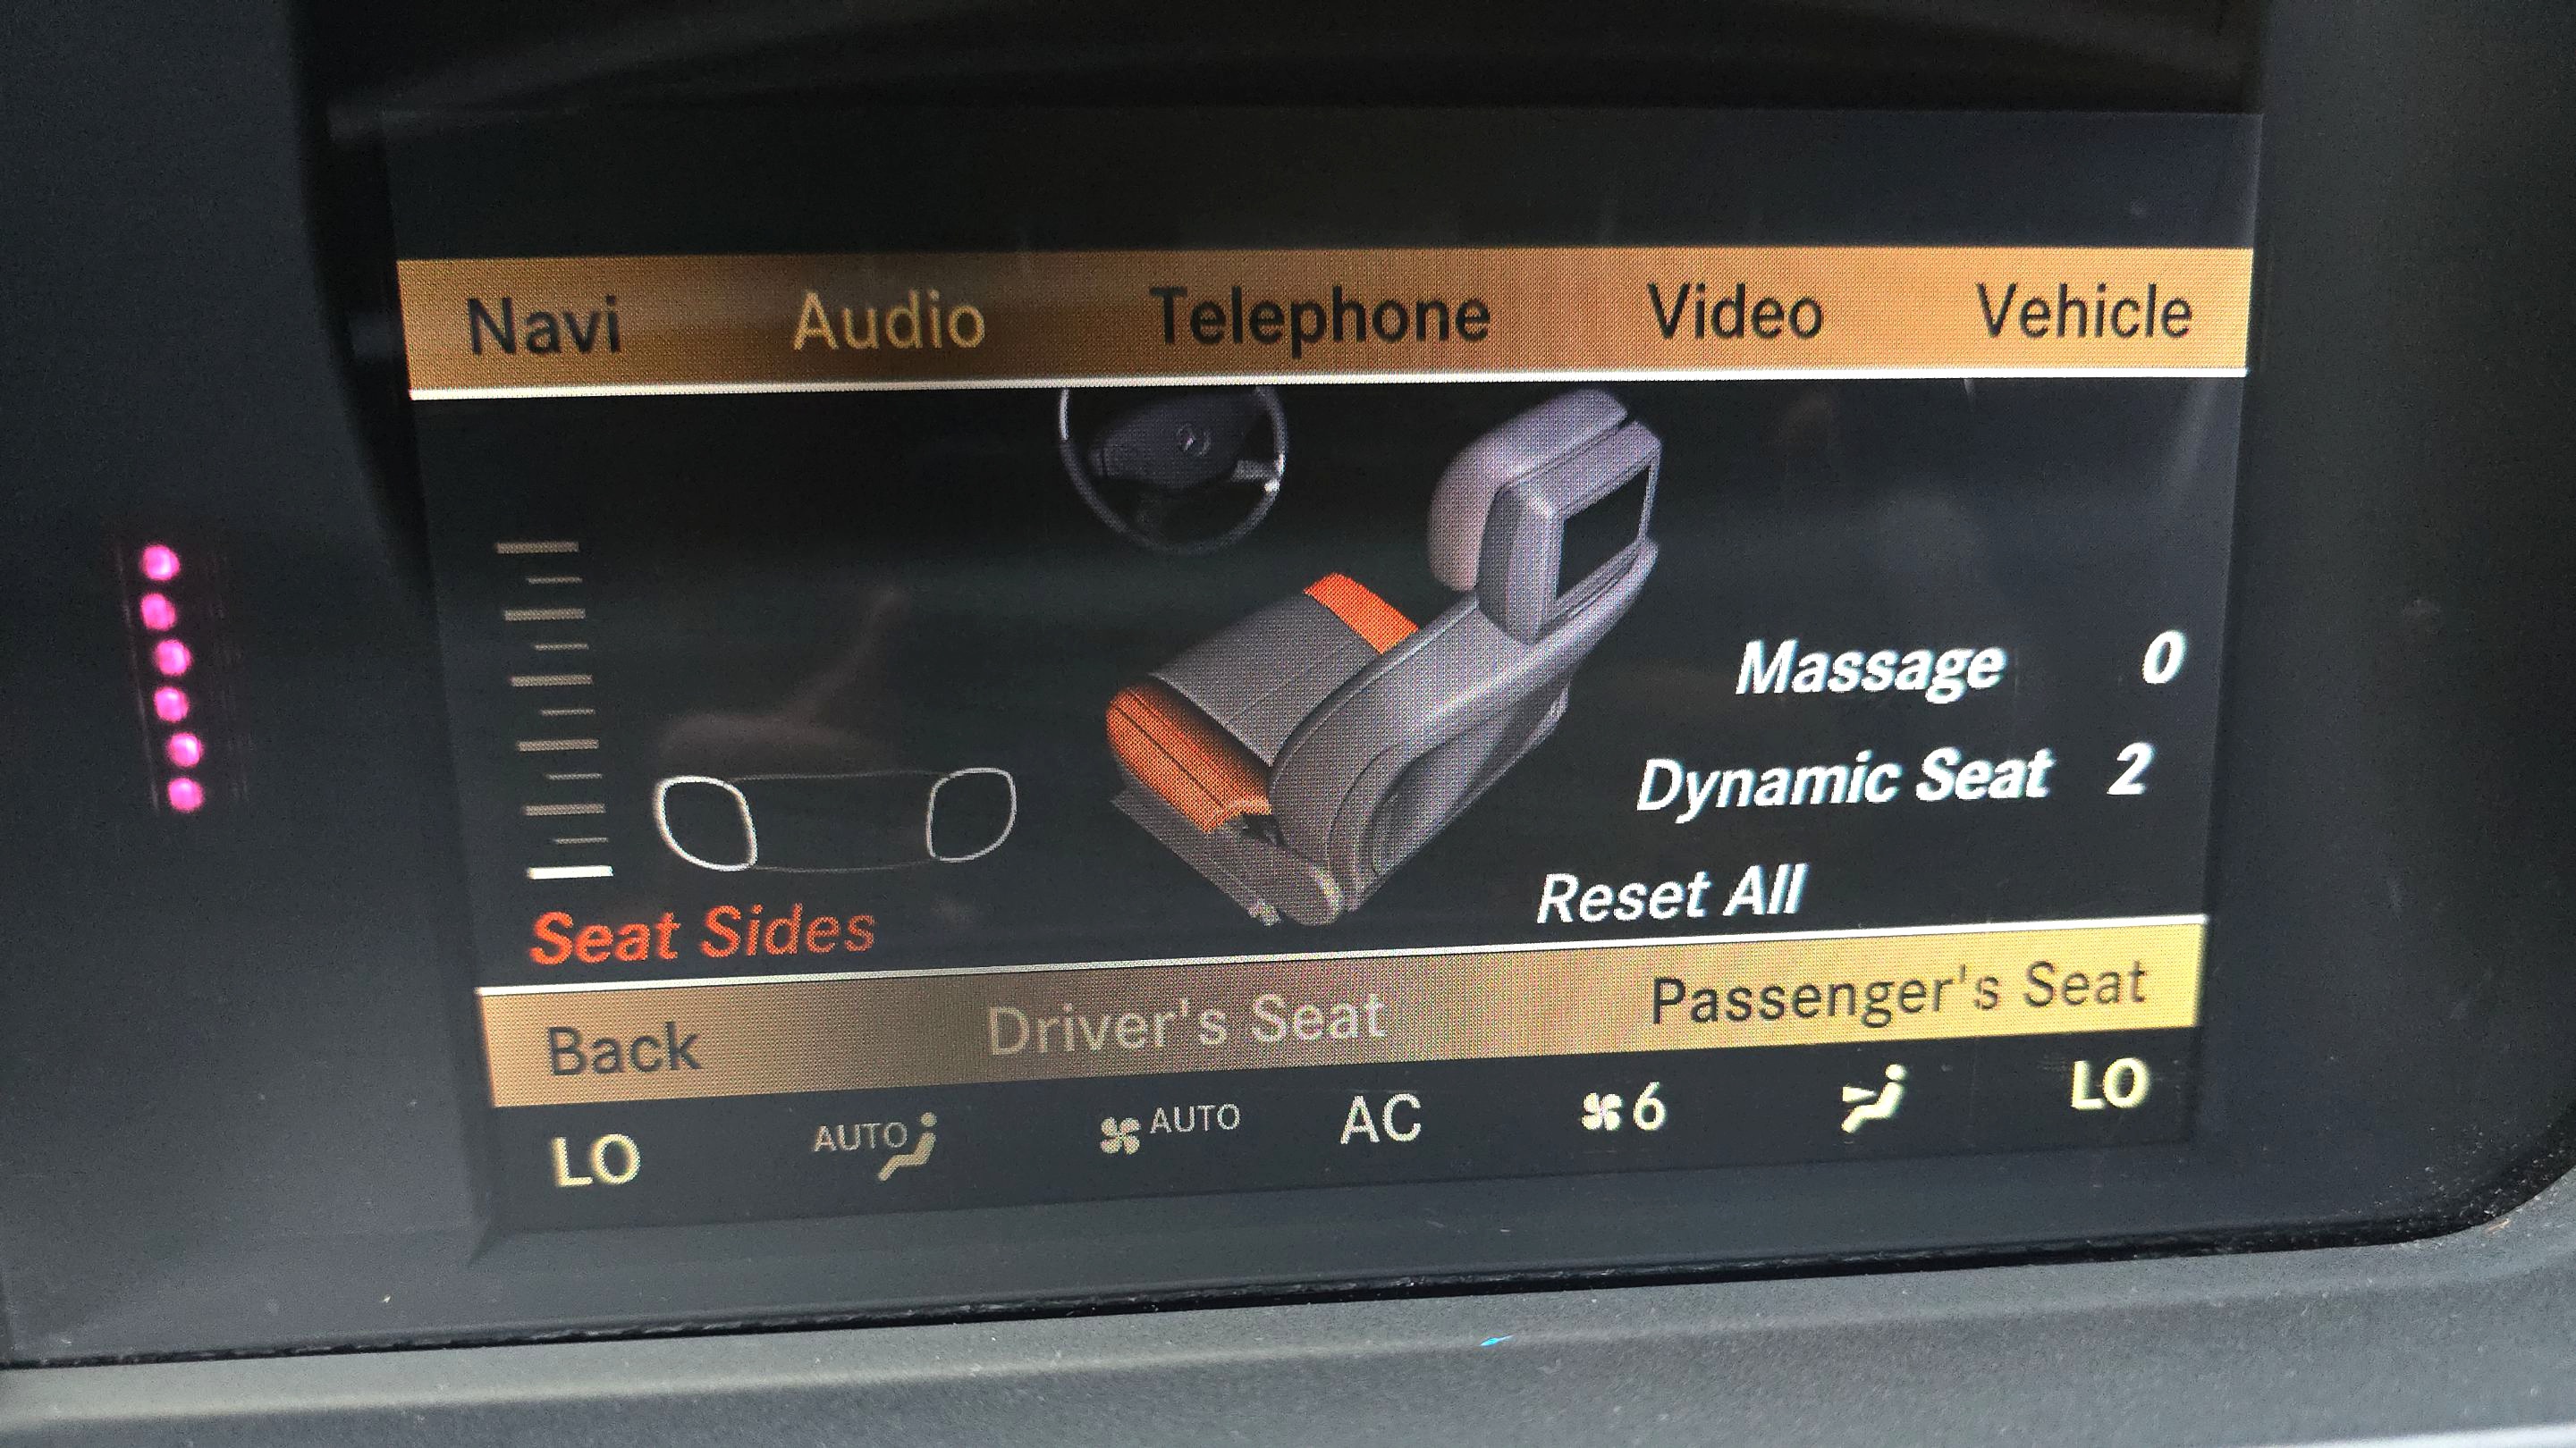 Navi Audio Telephone Video Vehicle
Massage 0
Dynamic Seat 2
Reset All
Seat Sides
Back Driver's Seat Passenger's Seat
LO AUTO AUTO AC 6 LO